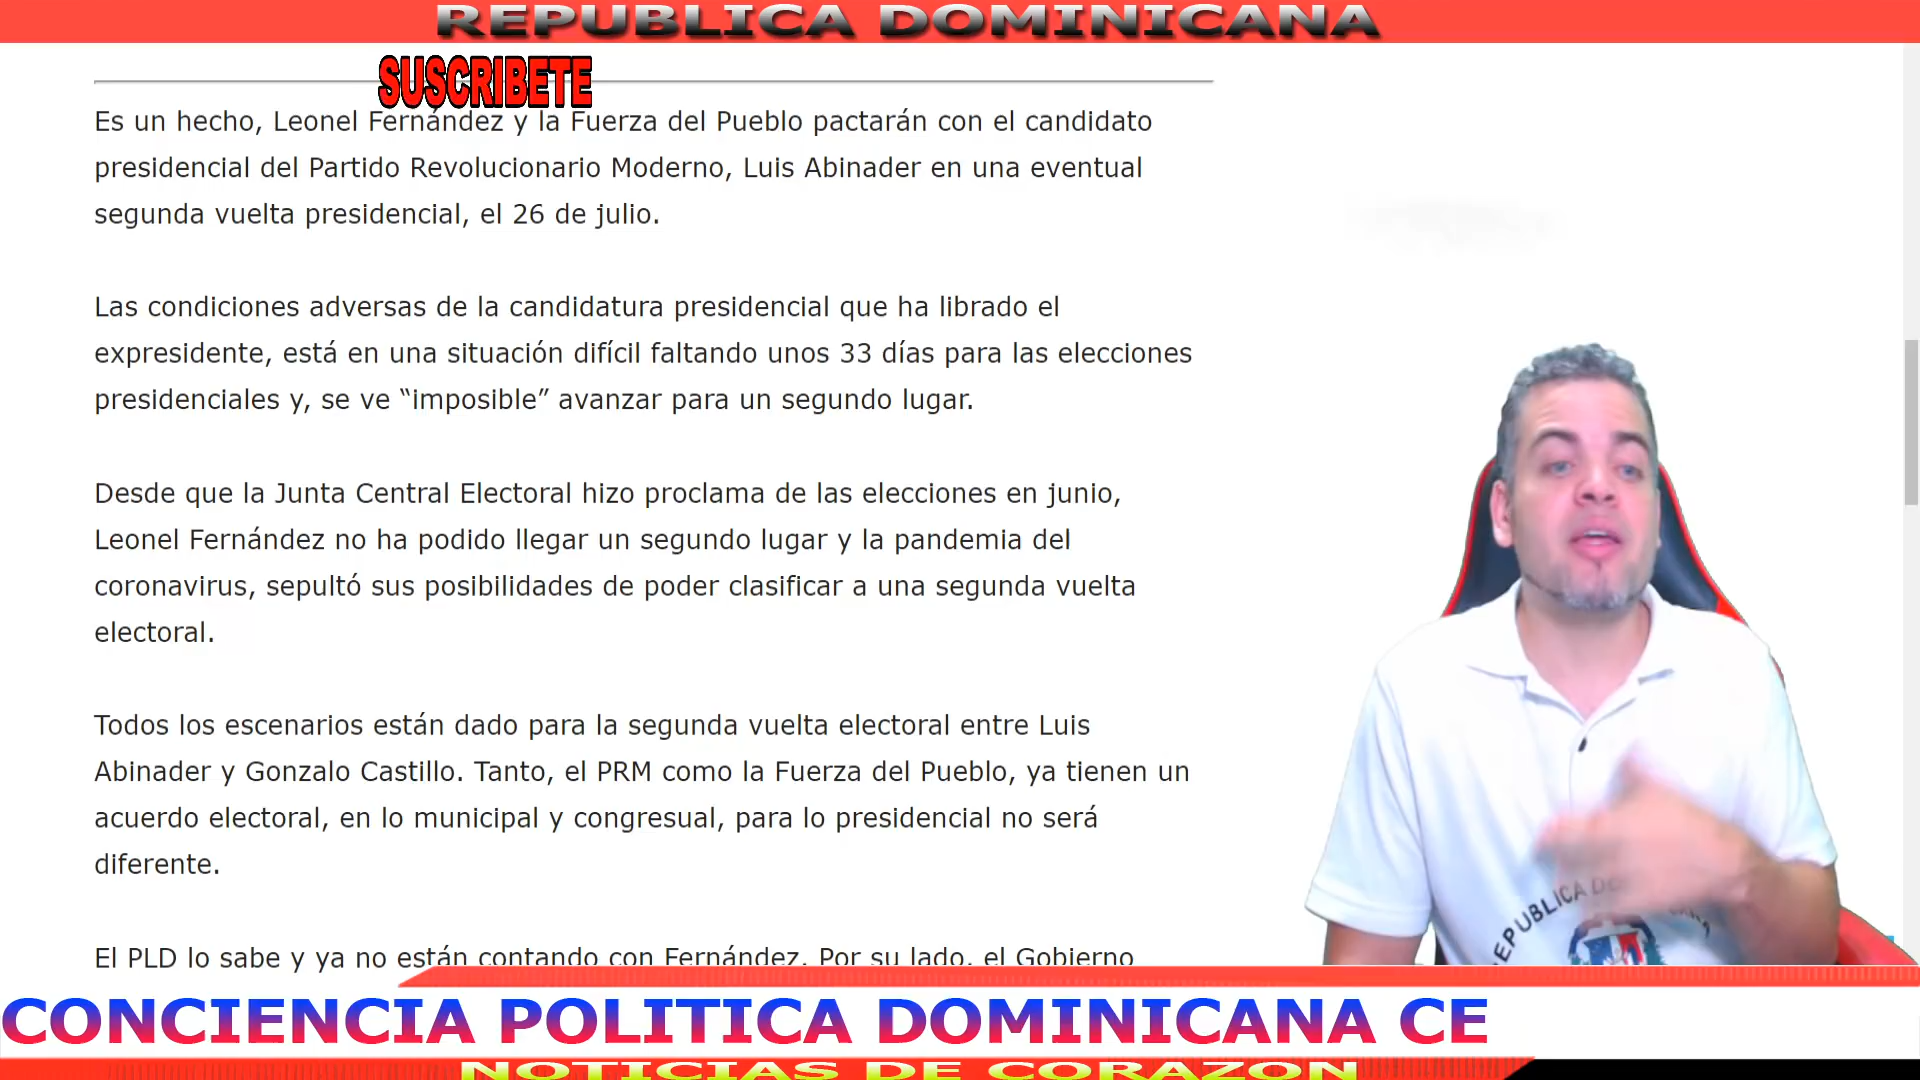 REPUBLICA DOMINICANA
SUSCRIBETE
Es un hecho, Leonel Fernández y la Fuerza del Pueblo pactarán con el candidato
presidencial del Partido Revolucionario Moderno, Luis Abinader en una eventual
segunda vuelta presidencial, el 26 de julio.
Las condiciones adversas de la candidatura presidencial que ha librado el
expresidente, está en una situación difícil faltando unos 33 días para las elecciones
presidenciales y, se ve “imposible” avanzar para un segundo lugar.
Desde que la Junta Central Electoral hizo proclama de las elecciones en junio,
Leonel Fernández no ha podido llegar un segundo lugar y la pandemia del
coronavirus, sepultó sus posibilidades de poder clasificar a una segunda vuelta
electoral.
Todos los escenarios están dado para la segunda vuelta electoral entre Luis
Abinader y Gonzalo Castillo. Tanto, el PRM como la Fuerza del Pueblo, ya tienen un
acuerdo electoral, en lo municipal y congresual, para lo presidencial no será
diferente.
El PLD lo sabe y ya no están contando con Fernández. Por su lado, el Gobierno
CONCIENCIA POLITICA DOMINICANA CE
NOTICIAS DE CORAZON